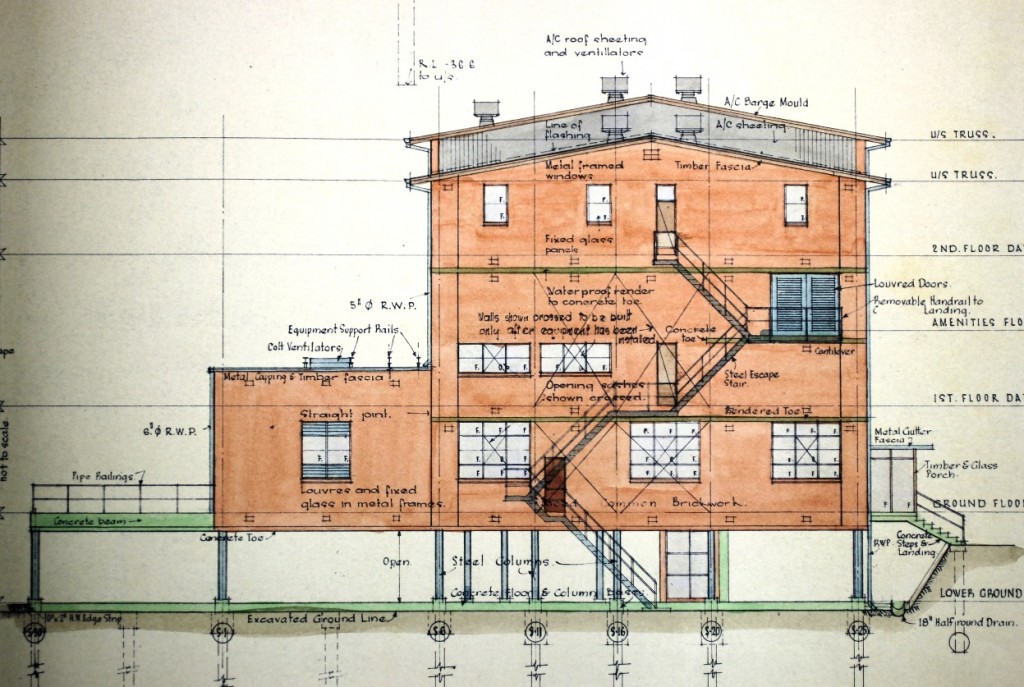 A/C roof sheeting
and ventillators
R.L -36 6
to u/s.
A/C Barge Mould
Line of
flashing
A/C sheeting
U/S TRUSS.
Metal framed
windows
Timber Fascia
U/S TRUSS.
Fixed glass
panels
2ND. FLOOR DA
Waterproof render
to concrete toe.
Louvred Doors.
Removable Handrail to
Landing.
5" Ø R.W.P.
Walls shown crossed to be built
only after equipment has been
installed
Concrete
toe
AMENITIES FLO
Equipment Support Rails
Colt Ventilators
Cantilever
Metal Capping & Timber fascia
Steel Escape
Stair.
Opening sashes
shown crossed.
1ST. FLOOR DA
Straight joint.
Rendered Toe
6" Ø R.W.P.
not to scale.
Metal Gutter
Fascia
Timber & Glass
Porch.
Pipe Railings
Louvres and fixed
glass in metal frames.
Common Brickwork.
GROUND FLOO
Concrete beam
Concrete Toe
Open
Steel Columns
R.W.P.
Concrete
Steps &
Landing
Concrete Floor & Column Bases
LOWER GROUND
Excavated Ground Line
18" Half round Drain.
S-9
S-11
S-16
S-20
S-25